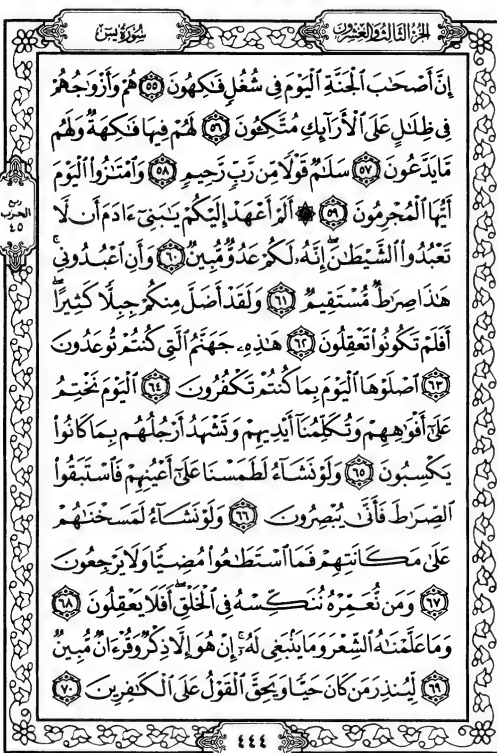 الجزء الثالث والعشرون
سورة يس
إِنَّ أَصْحَٰبَ ٱلْجَنَّةِ ٱلْيَوْمَ فِى شُغُلٍ فَٰكِهُونَ ٥٥ هُمْ وَأَزْوَٰجُهُمْ
فِى ظِلَٰلٍ عَلَى ٱلْأَرَآئِكِ مُتَّكِـُٔونَ ٥٦ لَهُمْ فِيهَا فَٰكِهَةٌ وَلَهُم
مَّا يَدَّعُونَ ٥٧ سَلَٰمٌ قَوْلًا مِّن رَّبٍّ رَّحِيمٍ ٥٨ وَٱمْتَٰزُوا۟ ٱلْيَوْمَ
أَيُّهَا ٱلْمُجْرِمُونَ ٥٩ ۞ أَلَمْ أَعْهَدْ إِلَيْكُمْ يَٰبَنِىٓ ءَادَمَ أَن لَّا
تَعْبُدُوا۟ ٱلشَّيْطَٰنَ ۖ إِنَّهُۥ لَكُمْ عَدُوٌّ مُّبِينٌ ٦٠ وَأَنِ ٱعْبُدُونِى ۚ
هَٰذَا صِرَٰطٌ مُّسْتَقِيمٌ ٦١ وَلَقَدْ أَضَلَّ مِنكُمْ جِبِلًّا كَثِيرًا ۖ
أَفَلَمْ تَكُونُوا۟ تَعْقِلُونَ ٦٢ هَٰذِهِۦ جَهَنَّمُ ٱلَّتِى كُنتُمْ تُوعَدُونَ
٦٣ ٱصْلَوْهَا ٱلْيَوْمَ بِمَا كُنتُمْ تَكْفُرُونَ ٦٤ ٱلْيَوْمَ نَخْتِمُ
عَلَىٰٓ أَفْوَٰهِهِمْ وَتُكَلِّمُنَآ أَيْدِيهِمْ وَتَشْهَدُ أَرْجُلُهُم بِمَا كَانُوا۟
يَكْسِبُونَ ٦٥ وَلَوْ نَشَآءُ لَطَمَسْنَا عَلَىٰٓ أَعْيُنِهِمْ فَٱسْتَبَقُوا۟
ٱلصِّرَٰطَ فَأَنَّىٰ يُبْصِرُونَ ٦٦ وَلَوْ نَشَآءُ لَمَسَخْنَٰهُمْ
عَلَىٰ مَكَانَتِهِمْ فَمَا ٱسْتَطَٰعُوا۟ مُضِيًّا وَلَا يَرْجِعُونَ
٦٧ وَمَن نُّعَمِّرْهُ نُنَكِّسْهُ فِى ٱلْخَلْقِ ۖ أَفَلَا يَعْقِلُونَ ٦٨
وَمَا عَلَّمْنَٰهُ ٱلشِّعْرَ وَمَا يَنۢبَغِى لَهُۥٓ ۚ إِنْ هُوَ إِلَّا ذِكْرٌ وَقُرْءَانٌ مُّبِينٌ
٦٩ لِّيُنذِرَ مَن كَانَ حَيًّا وَيَحِقَّ ٱلْقَوْلُ عَلَى ٱلْكَٰفِرِينَ ٧٠
ربع
الحزب
٤٥
٤٤٤